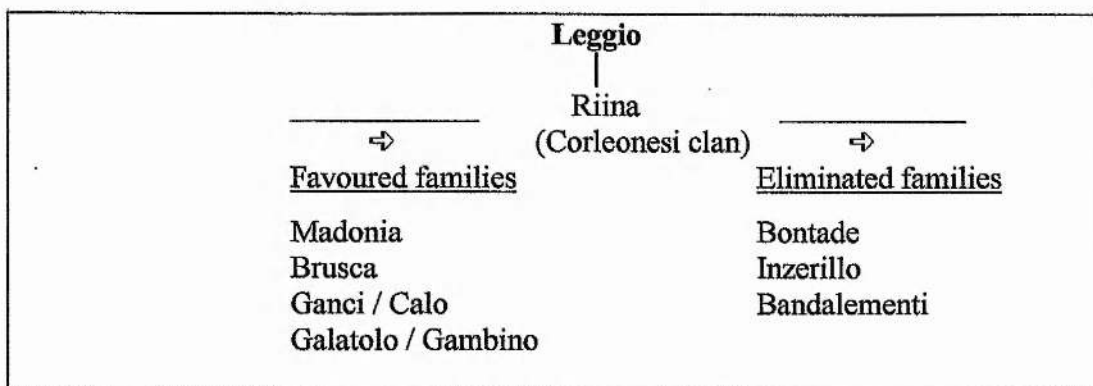 Leggio
Riina
(Corleonesi clan)
⇨ ⇨
Favoured families Eliminated families
Madonia Bontade
Brusca Inzerillo
Ganci / Calo Bandalementi
Galatolo / Gambino